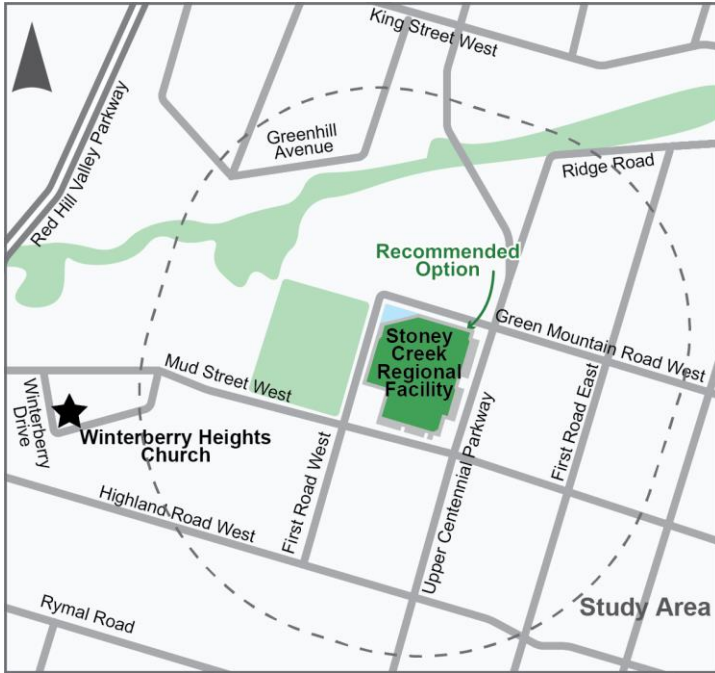 King Street West
Red Hill Valley Parkway
Greenhill
Avenue
Ridge Road
Recommended
Option
Stoney
Creek
Regional
Facility
Green Mountain Road West
Mud Street West
Winterberry
Drive
Winterberry Heights
Church
First Road West
Upper Centennial Parkway
First Road East
Highland Road West
Rymal Road
Study Area